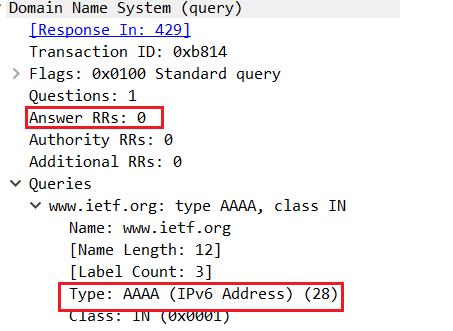 Domain Name System (query)
[Response In: 429]
Transaction ID: 0xb814
Flags: 0x0100 Standard query
Questions: 1
Answer RRs: 0
Authority RRs: 0
Additional RRs: 0
Queries
www.ietf.org: type AAAA, class IN
Name: www.ietf.org
[Name Length: 12]
[Label Count: 3]
Type: AAAA (IPv6 Address) (28)
Class: IN (0x0001)